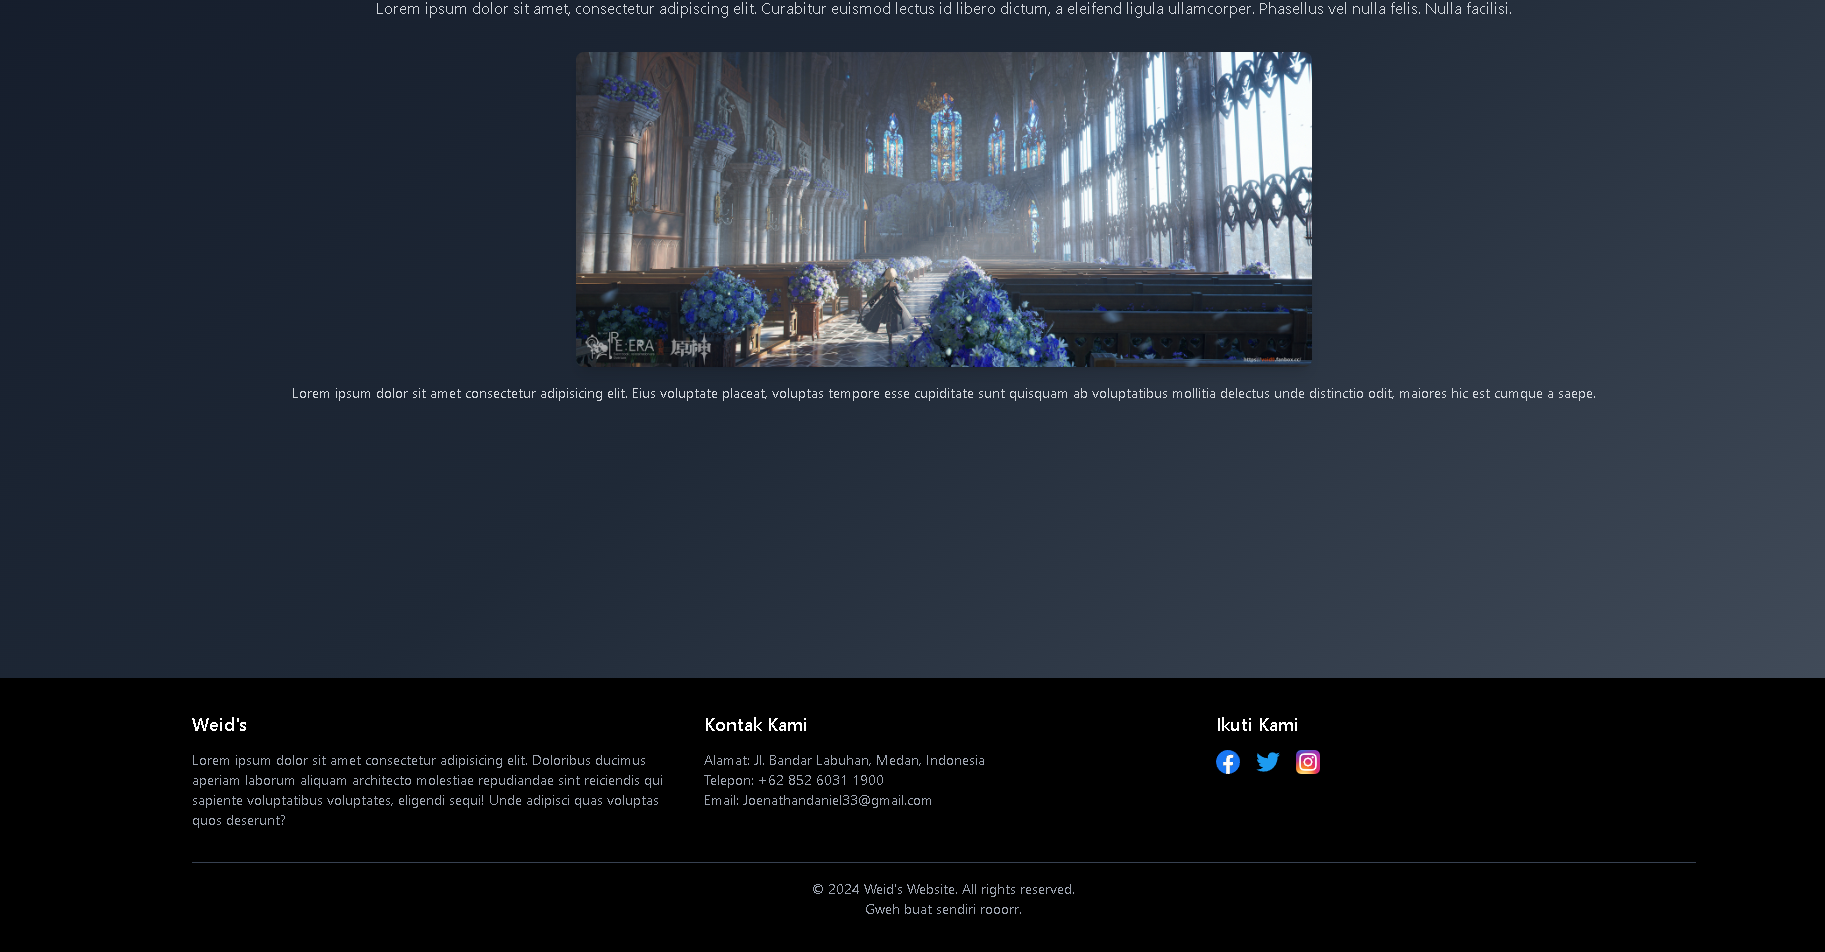 Lorem ipsum dolor sit amet, consectetur adipiscing elit. Curabitur euismod lectus id libero dictum, a eleifend ligula ullamcorper. Phasellus vel nulla felis. Nulla facilisi.
RE:ERA
原神
Lorem ipsum dolor sit amet consectetur adipisicing elit. Eius voluptate placeat, voluptas tempore esse cupiditate sunt quisquam ab voluptatibus mollitia delectus unde distinctio odit, maiores hic est cumque a saepe.
Weid's
Lorem ipsum dolor sit amet consectetur adipisicing elit. Doloribus ducimus
aperiam laborum aliquam architecto molestiae repudiandae sint reiciendis qui
sapiente voluptatibus voluptates, eligendi sequi! Unde adipisci quas voluptas
quos deserunt?
Kontak Kami
Alamat: Jl. Bandar Labuhan, Medan, Indonesia
Telepon: +62 852 6031 1900
Email: Joenathandaniel33@gmail.com
Ikuti Kami
© 2024 Weid's Website. All rights reserved.
Gweh buat sendiri rooorr.